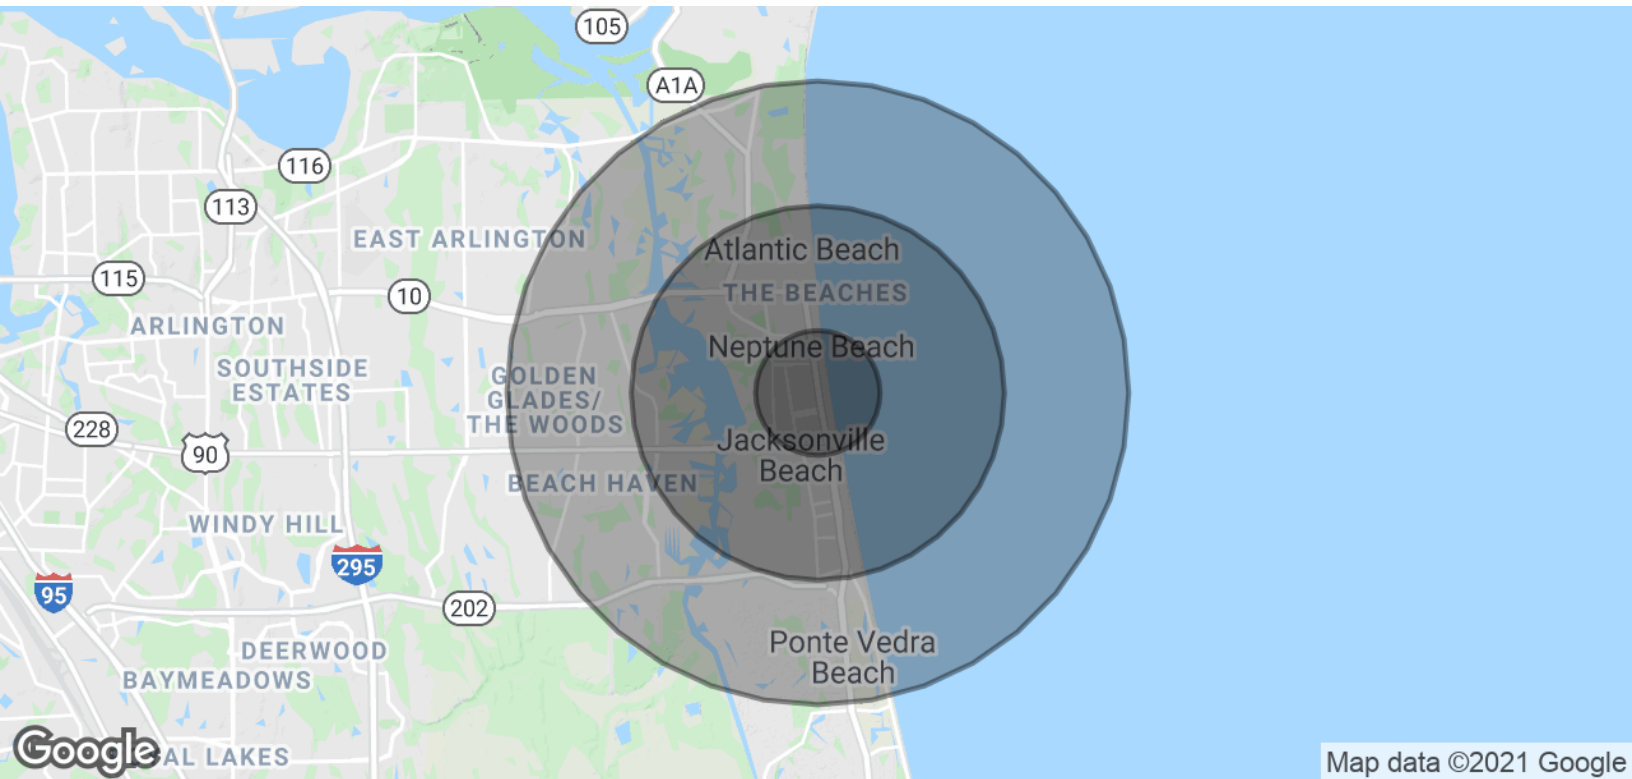 105
A1A
116
113
EAST ARLINGTON
Atlantic Beach
115
10
THE BEACHES
ARLINGTON
Neptune Beach
SOUTHSIDE
ESTATES
GOLDEN
GLADES/
THE WOODS
228
90
Jacksonville
Beach
BEACH HAVEN
WINDY HILL
295
95
202
DEERWOOD
Ponte Vedra
Beach
BAYMEADOWS
Google
LAKES
Map data ©2021 Google